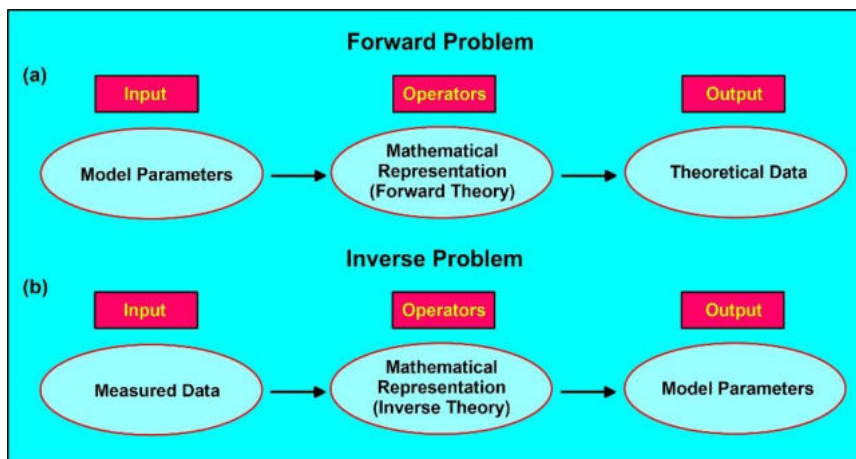 Forward Problem
(a)
Input
Operators
Output
Model Parameters
Mathematical
Representation
(Forward Theory)
Theoretical Data
Inverse Problem
(b)
Input
Operators
Output
Measured Data
Mathematical
Representation
(Inverse Theory)
Model Parameters